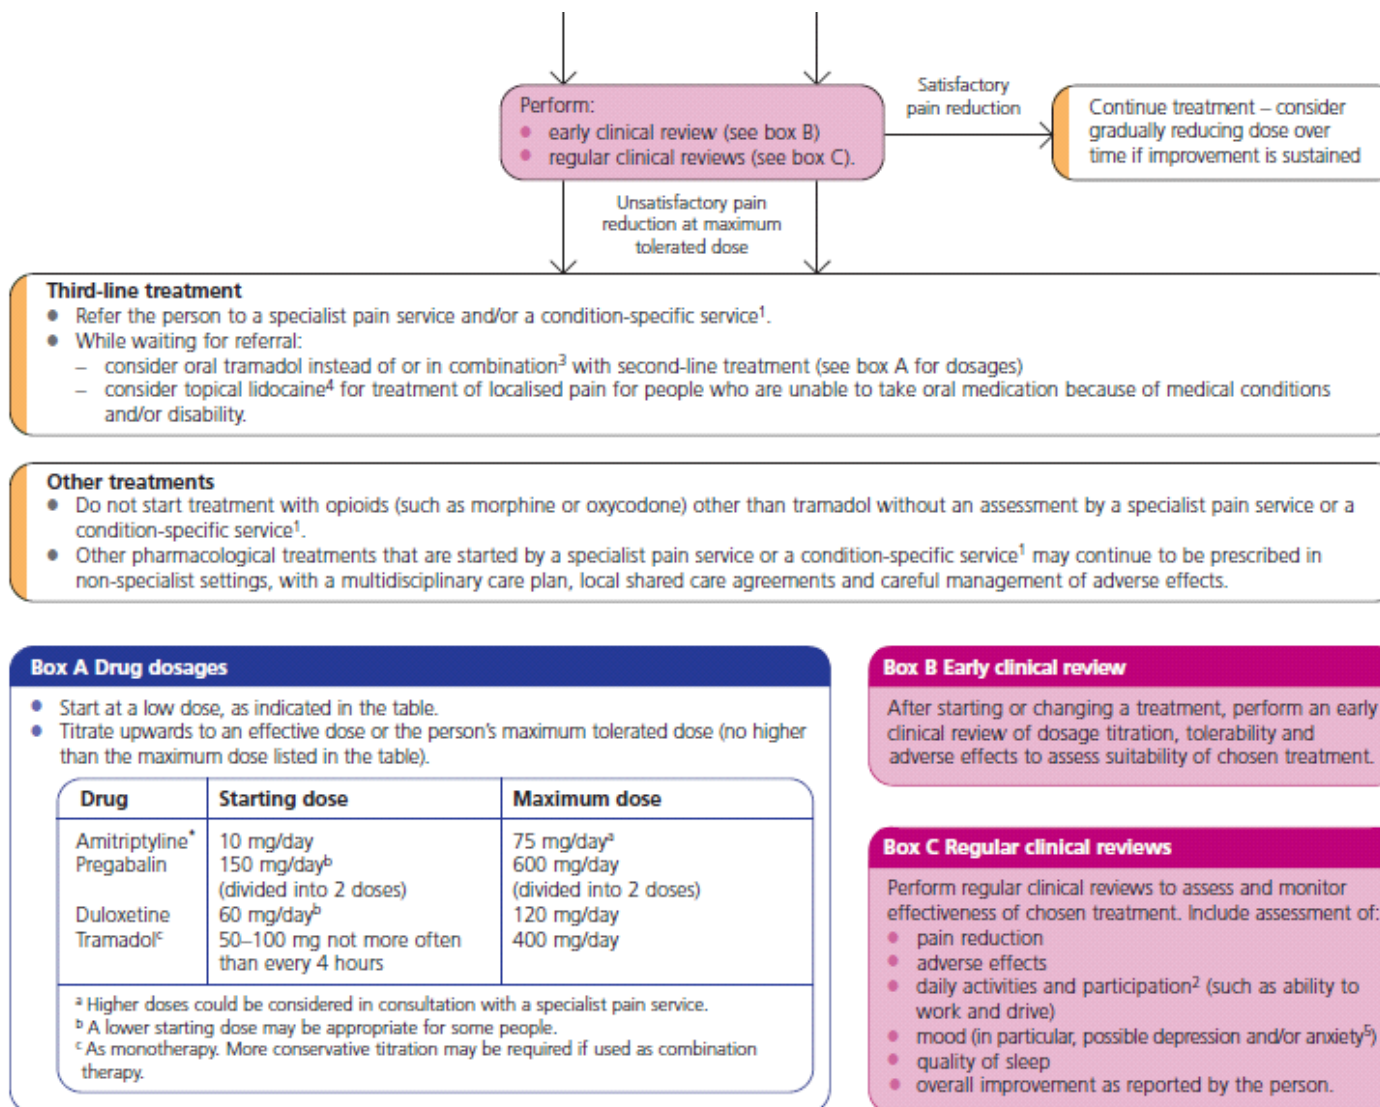 Perform:
● early clinical review (see box B)
● regular clinical reviews (see box C).
Satisfactory
pain reduction
Continue treatment – consider
gradually reducing dose over
time if improvement is sustained
Unsatisfactory pain
reduction at maximum
tolerated dose
Third-line treatment
● Refer the person to a specialist pain service and/or a condition-specific service¹.
● While waiting for referral:
– consider oral tramadol instead of or in combination³ with second-line treatment (see box A for dosages)
– consider topical lidocaine⁴ for treatment of localised pain for people who are unable to take oral medication because of medical conditions
and/or disability.
Other treatments
● Do not start treatment with opioids (such as morphine or oxycodone) other than tramadol without an assessment by a specialist pain service or a
condition-specific service¹.
● Other pharmacological treatments that are started by a specialist pain service or a condition-specific service¹ may continue to be prescribed in
non-specialist settings, with a multidisciplinary care plan, local shared care agreements and careful management of adverse effects.
Box A Drug dosages
● Start at a low dose, as indicated in the table.
● Titrate upwards to an effective dose or the person's maximum tolerated dose (no higher
than the maximum dose listed in the table).
Drug Starting dose Maximum dose
Amitriptyline* 10 mg/day 75 mg/dayᵃ
Pregabalin 150 mg/dayᵇ 600 mg/day
(divided into 2 doses) (divided into 2 doses)
Duloxetine 60 mg/dayᵇ 120 mg/day
Tramadolᶜ 50–100 mg not more often 400 mg/day
than every 4 hours
ᵃ Higher doses could be considered in consultation with a specialist pain service.
ᵇ A lower starting dose may be appropriate for some people.
ᶜ As monotherapy. More conservative titration may be required if used as combination
therapy.
Box B Early clinical review
After starting or changing a treatment, perform an early
clinical review of dosage titration, tolerability and
adverse effects to assess suitability of chosen treatment.
Box C Regular clinical reviews
Perform regular clinical reviews to assess and monitor
effectiveness of chosen treatment. Include assessment of:
● pain reduction
● adverse effects
● daily activities and participation² (such as ability to
work and drive)
● mood (in particular, possible depression and/or anxiety⁵)
● quality of sleep
● overall improvement as reported by the person.